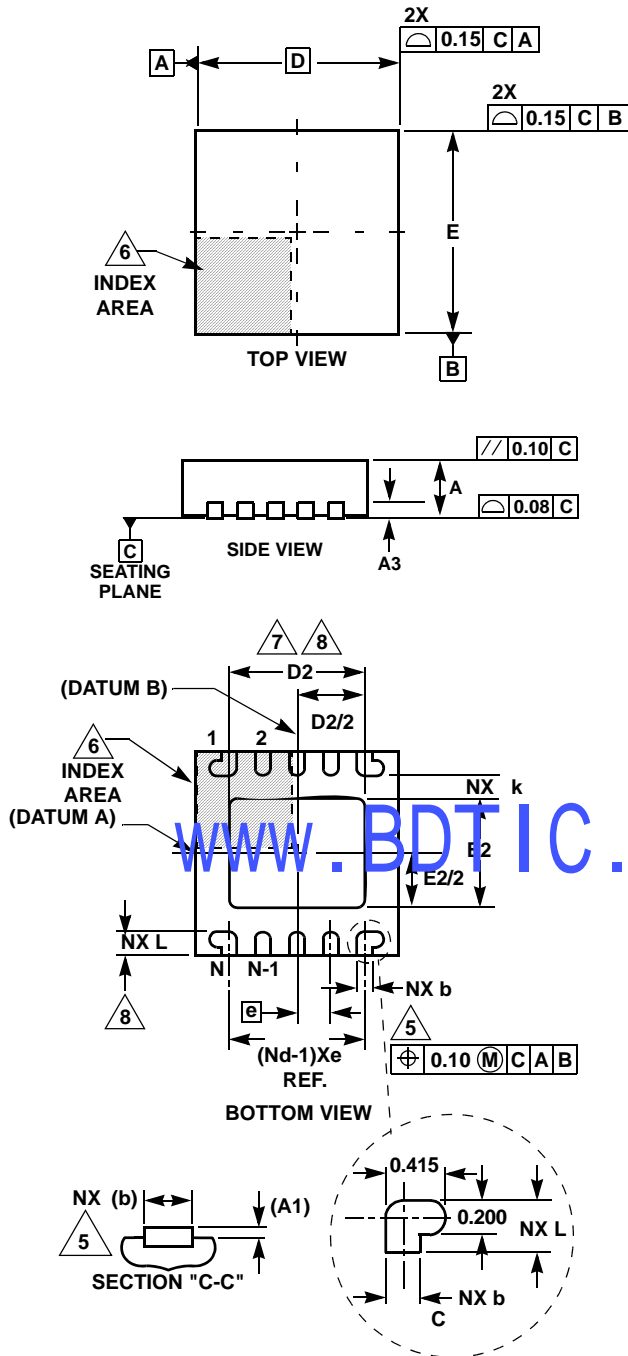 2X
0.15 C A
A
D
2X
0.15 C B
6
INDEX
AREA
E
TOP VIEW
B
// 0.10 C
A
0.08 C
C
SEATING
PLANE
SIDE VIEW
A3
7 8
D2
(DATUM B)
D2/2
6
INDEX
AREA
1 2
(DATUM A)
NX k
www.BDTIC.
E2
E2/2
NX L
8
N N-1
NX b
e
5
(Nd-1)Xe
REF.
0.10 M C A B
BOTTOM VIEW
NX (b)
(A1)
5
SECTION "C-C"
0.415
0.200
NX L
NX b
C